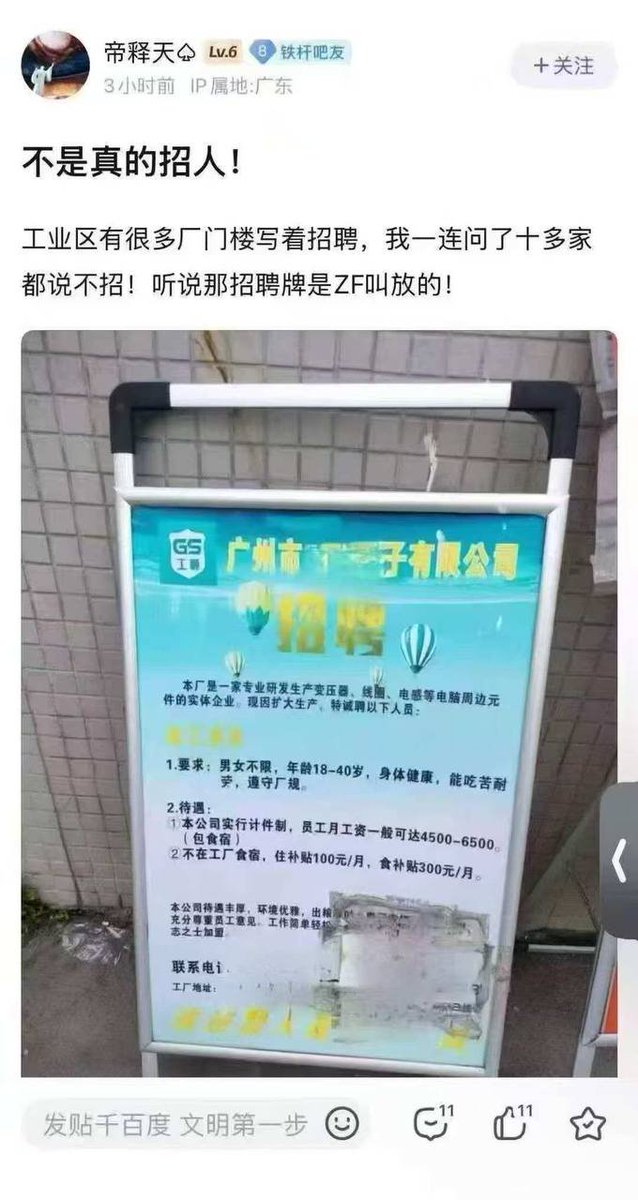 帝释天♤ Lv.6 8 铁杆吧友
+关注
3小时前 IP属地:广东
不是真的招人！
工业区有很多厂门楼写着招聘，我一连问了十多家
都说不招！听说那招聘牌是ZF叫放的！
GS
广州市 子有限公司
招聘
本厂是一家专业研发生产变压器、线圈、电感等电脑周边元
件的实体企业。现因扩大生产，特诚聘以下人员：
1.要求：男女不限，年龄18-40岁，身体健康，能吃苦耐
劳，遵守厂规。
2.待遇：
①本公司实行计件制，员工月工资一般可达4500-6500。
（包食宿）
②不在工厂食宿，住补贴100元/月，食补贴300元/月。
本公司待遇丰厚，环境优雅，出粮
充分尊重员工意见。工作简单轻松
志之士加盟。
联系电话
工厂地址：
发贴千百度 文明第一步
11
11